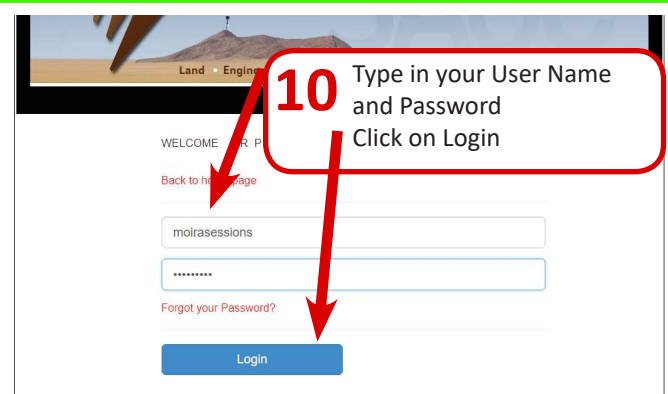 Land • Engin
10 Type in your User Name
and Password
Click on Login
WELCOME
Back to page
moirasessions
•••••••••
Forgot your Password?
Login